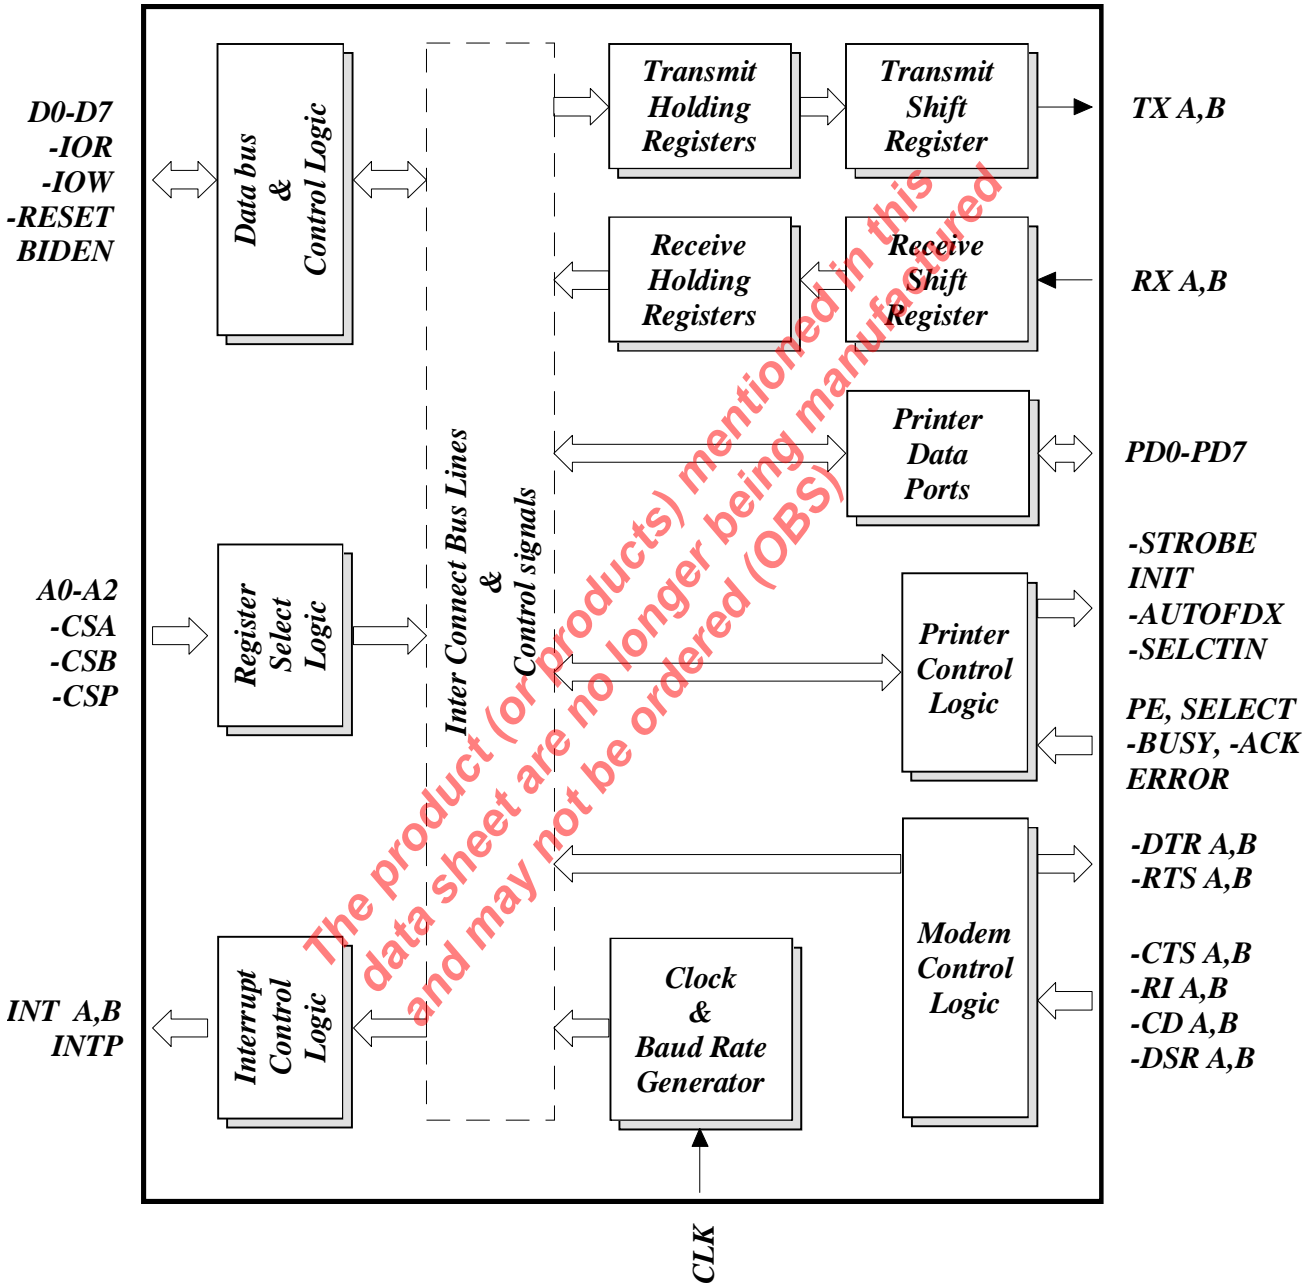 D0-D7
-IOR
-IOW
-RESET
BIDEN
A0-A2
-CSA
-CSB
-CSP
INT A,B
INTP
Data bus
&
Control Logic
Register
Select
Logic
Interrupt
Control
Logic
Inter Connect Bus Lines
&
Control signals
Transmit
Holding
Registers
Transmit
Shift
Register
Receive
Holding
Registers
Receive
Shift
Register
Printer
Data
Ports
Printer
Control
Logic
Modem
Control
Logic
Clock
&
Baud Rate
Generator
TX A,B
RX A,B
PD0-PD7
-STROBE
INIT
-AUTOFDX
-SELCTIN
PE, SELECT
-BUSY, -ACK
ERROR
-DTR A,B
-RTS A,B
-CTS A,B
-RI A,B
-CD A,B
-DSR A,B
CLK
The product (or products) mentioned in this
data sheet are no longer being manufactured
and may not be ordered (OBS)